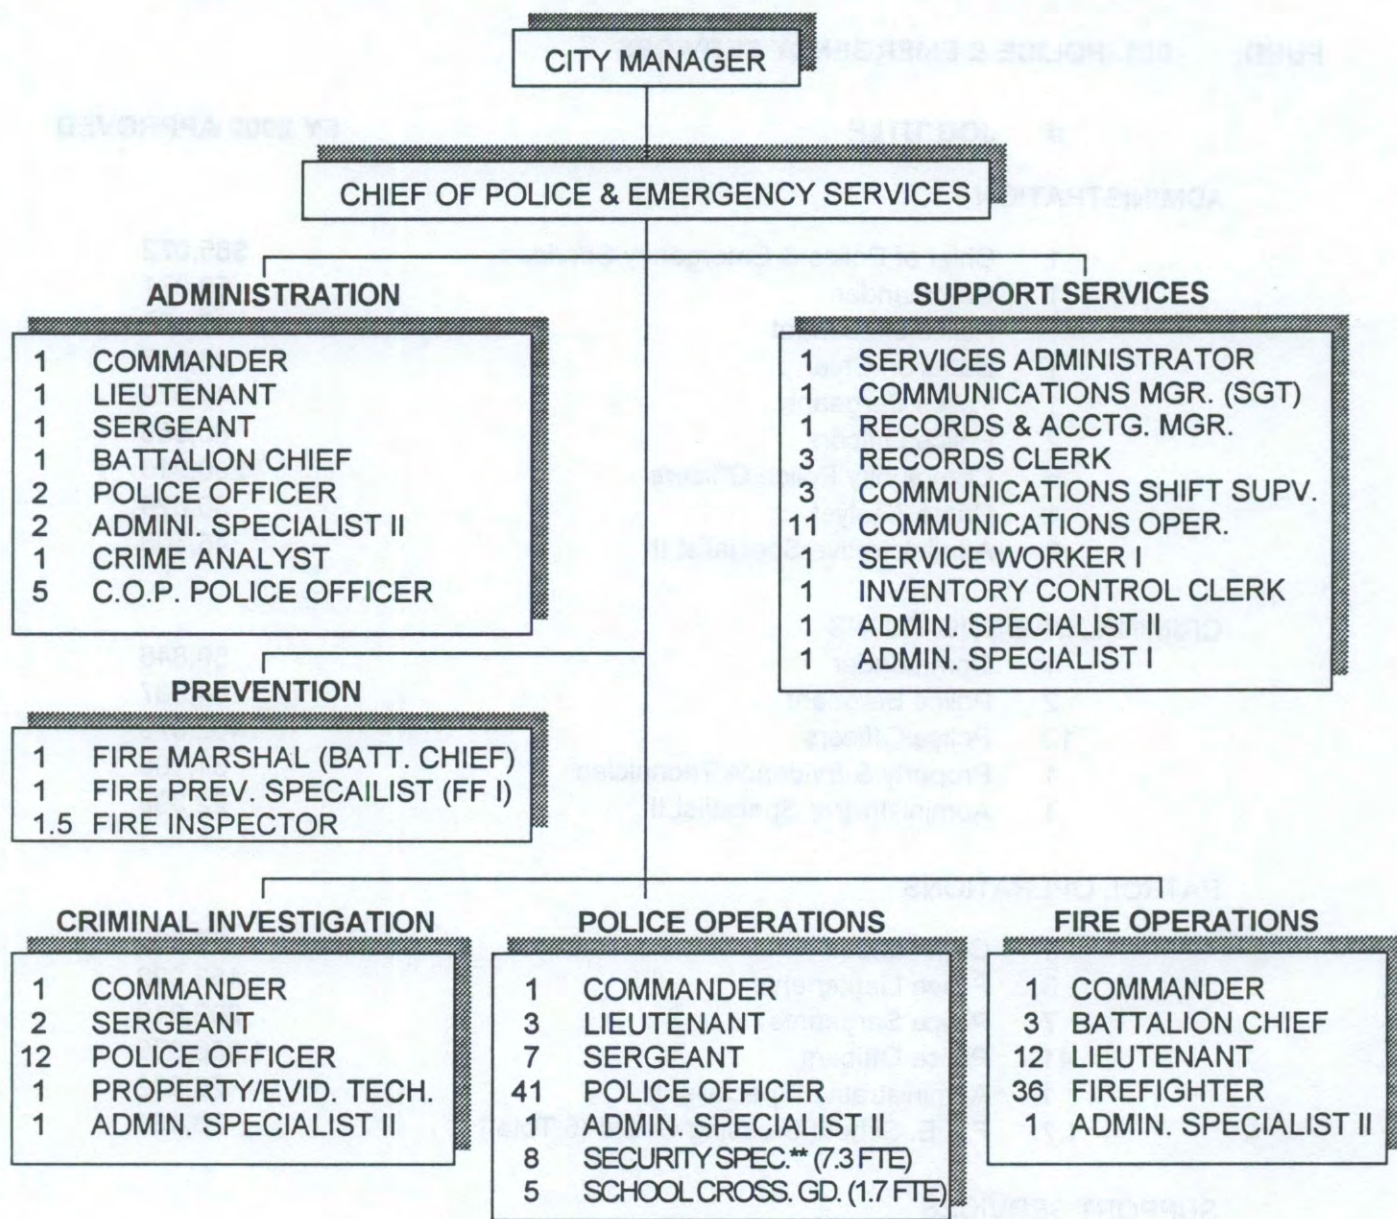 CITY MANAGER
CHIEF OF POLICE & EMERGENCY SERVICES
ADMINISTRATION
1 COMMANDER
1 LIEUTENANT
1 SERGEANT
1 BATTALION CHIEF
2 POLICE OFFICER
2 ADMINI. SPECIALIST II
1 CRIME ANALYST
5 C.O.P. POLICE OFFICER
SUPPORT SERVICES
1 SERVICES ADMINISTRATOR
1 COMMUNICATIONS MGR. (SGT)
1 RECORDS & ACCTG. MGR.
3 RECORDS CLERK
3 COMMUNICATIONS SHIFT SUPV.
11 COMMUNICATIONS OPER.
1 SERVICE WORKER I
1 INVENTORY CONTROL CLERK
1 ADMIN. SPECIALIST II
1 ADMIN. SPECIALIST I
PREVENTION
1 FIRE MARSHAL (BATT. CHIEF)
1 FIRE PREV. SPECAILIST (FF I)
1.5 FIRE INSPECTOR
CRIMINAL INVESTIGATION
1 COMMANDER
2 SERGEANT
12 POLICE OFFICER
1 PROPERTY/EVID. TECH.
1 ADMIN. SPECIALIST II
POLICE OPERATIONS
1 COMMANDER
3 LIEUTENANT
7 SERGEANT
41 POLICE OFFICER
1 ADMIN. SPECIALIST II
8 SECURITY SPEC.** (7.3 FTE)
5 SCHOOL CROSS. GD. (1.7 FTE)
FIRE OPERATIONS
1 COMMANDER
3 BATTALION CHIEF
12 LIEUTENANT
36 FIREFIGHTER
1 ADMIN. SPECIALIST II